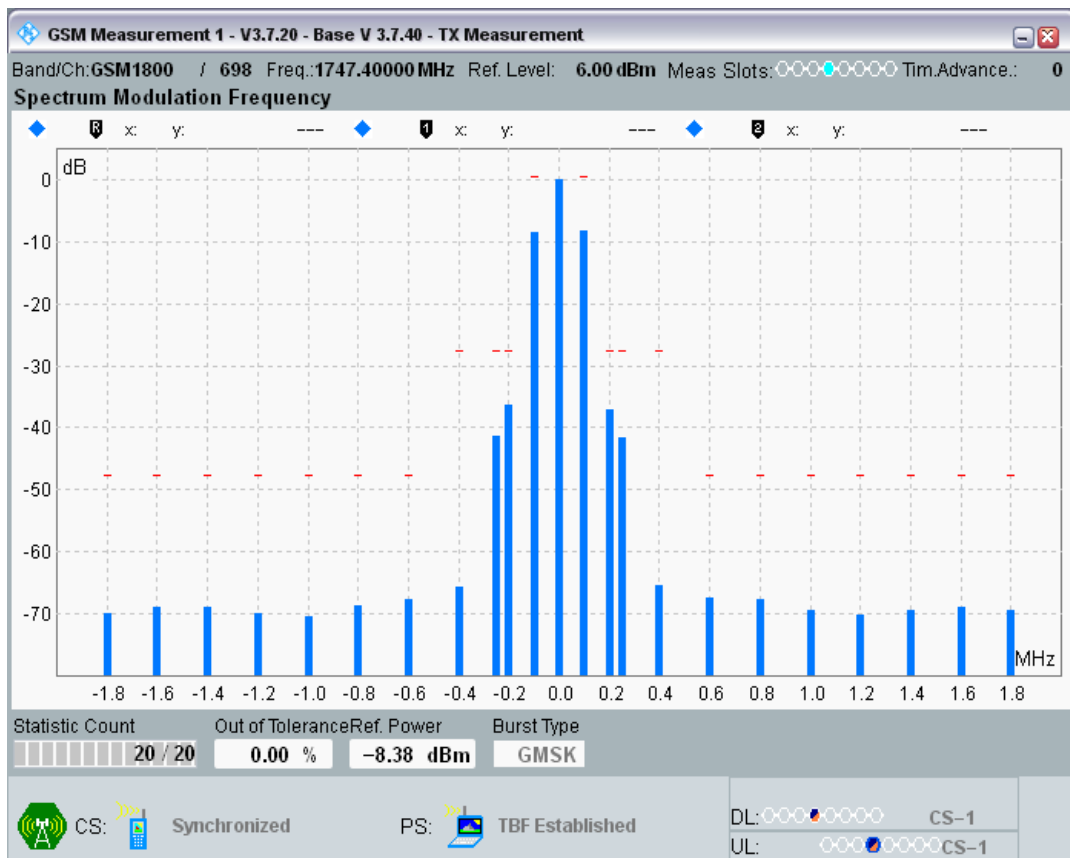 GSM Measurement 1 - V3.7.20 - Base V 3.7.40 - TX Measurement
Band/Ch:GSM1800 / 698 Freq.:1747.40000 MHz Ref. Level: 6.00 dBm Meas Slots: Tim.Advance.: 0
Spectrum Modulation Frequency
R x: y: --- 1 x: y: --- 2 x: y: ---
dB
0
-10
-20
-30
-40
-50
-60
-70
MHz
-1.8 -1.6 -1.4 -1.2 -1.0 -0.8 -0.6 -0.4 -0.2 0.0 0.2 0.4 0.6 0.8 1.0 1.2 1.4 1.6 1.8
Statistic Count Out of Tolerance Ref. Power Burst Type
20 / 20 0.00 % −8.38 dBm GMSK
CS: Synchronized PS: TBF Established
DL: CS−1
UL: CS−1